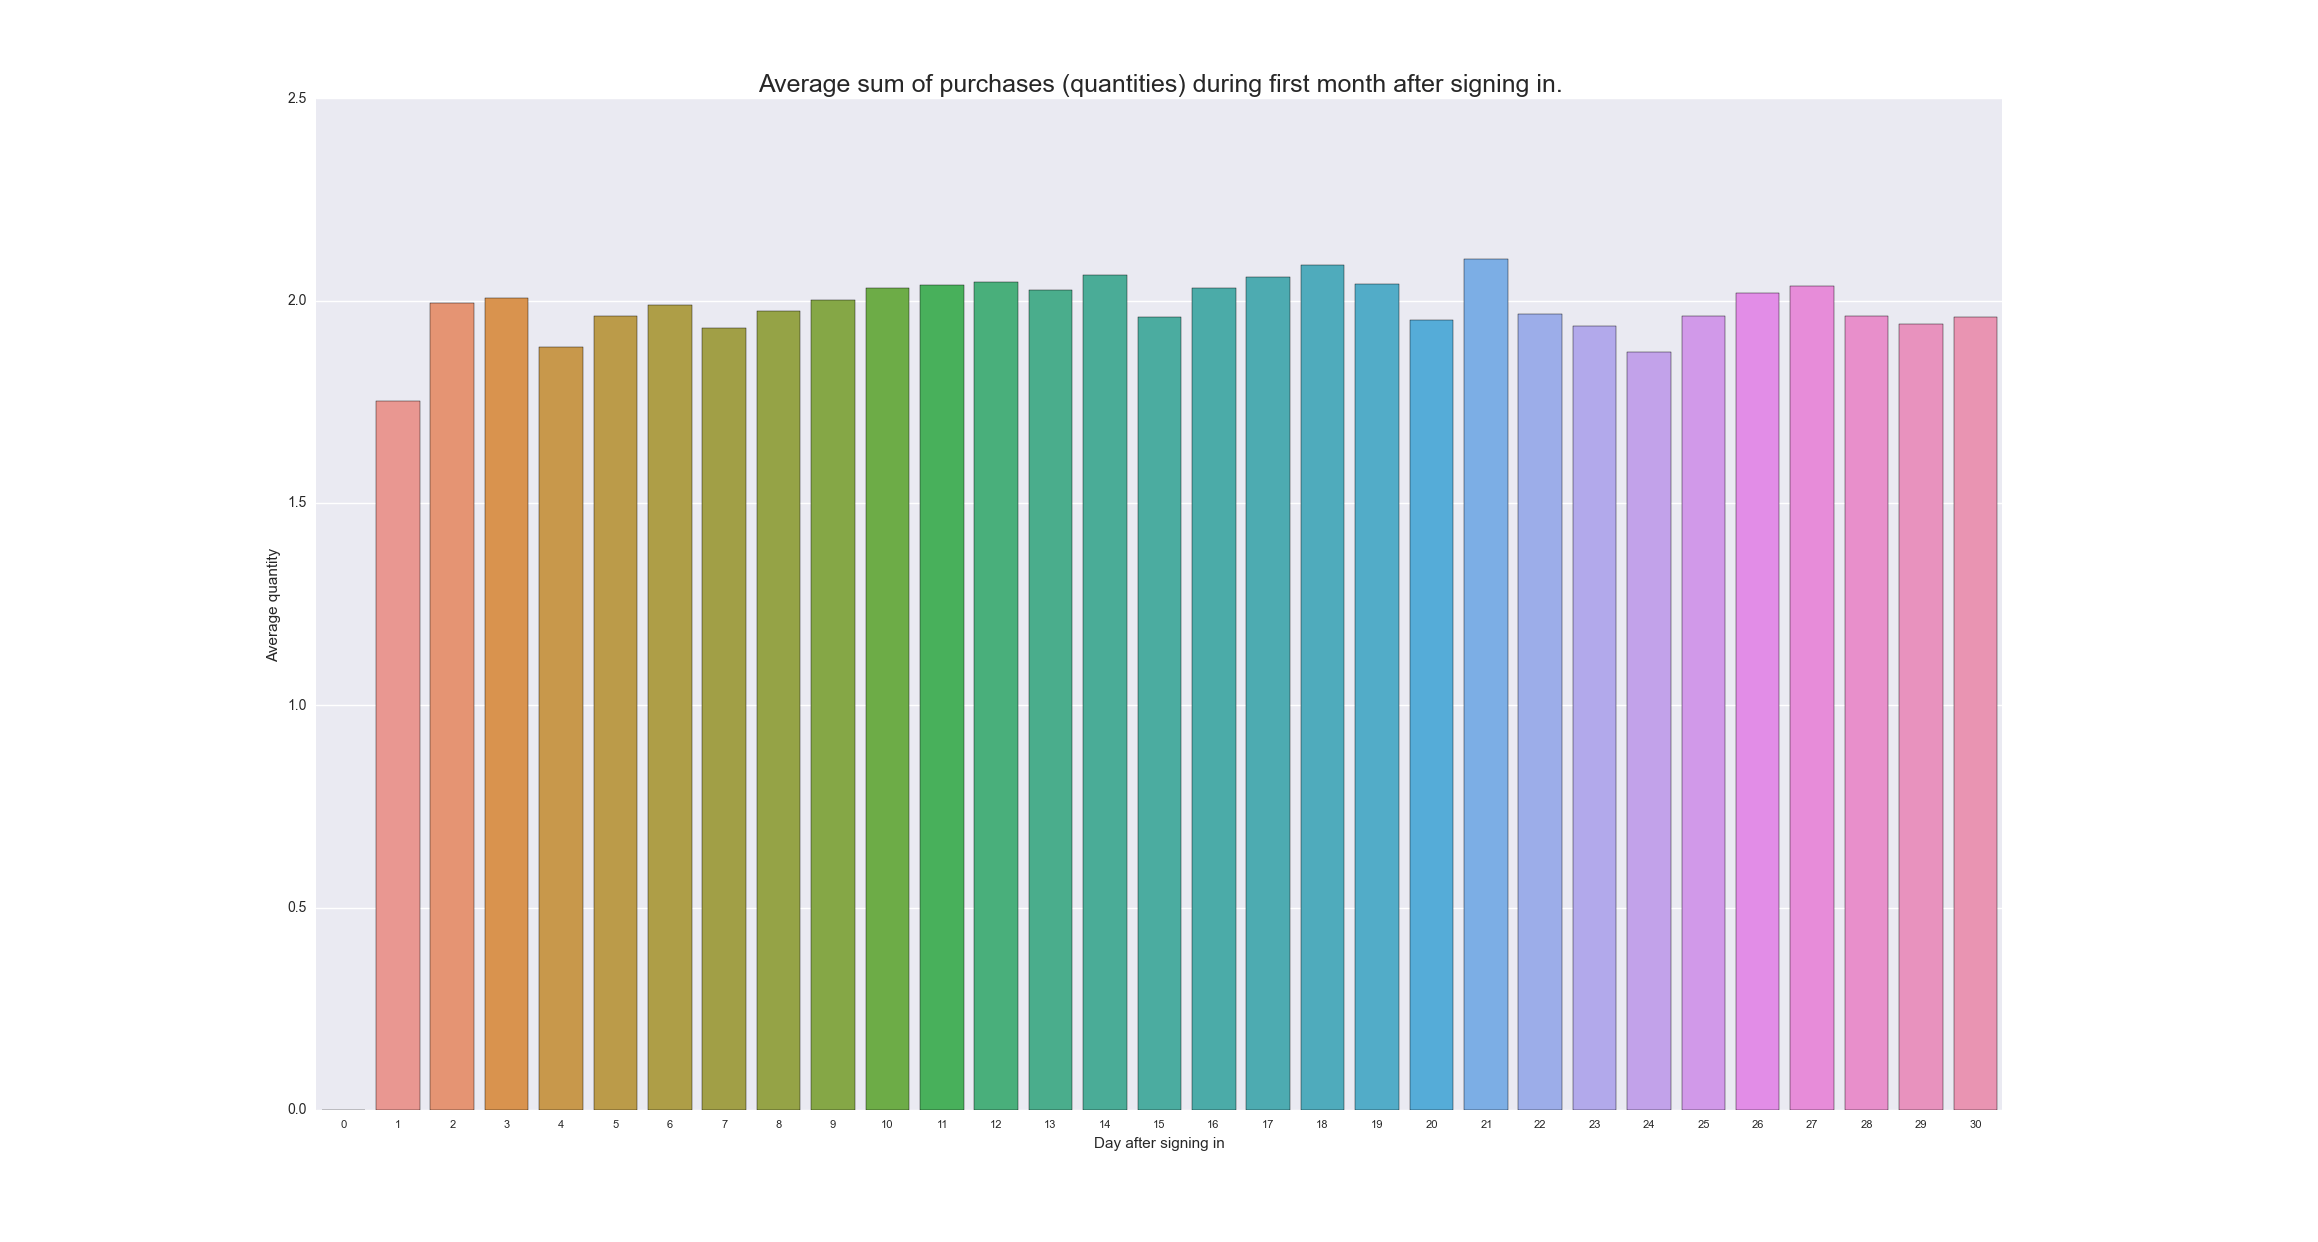 Average sum of purchases (quantities) during first month after signing in.
2.5
2.0
1.5
1.0
0.5
0.0
Average quantity
0 1 2 3 4 5 6 7 8 9 10 11 12 13 14 15 16 17 18 19 20 21 22 23 24 25 26 27 28 29 30
Day after signing in